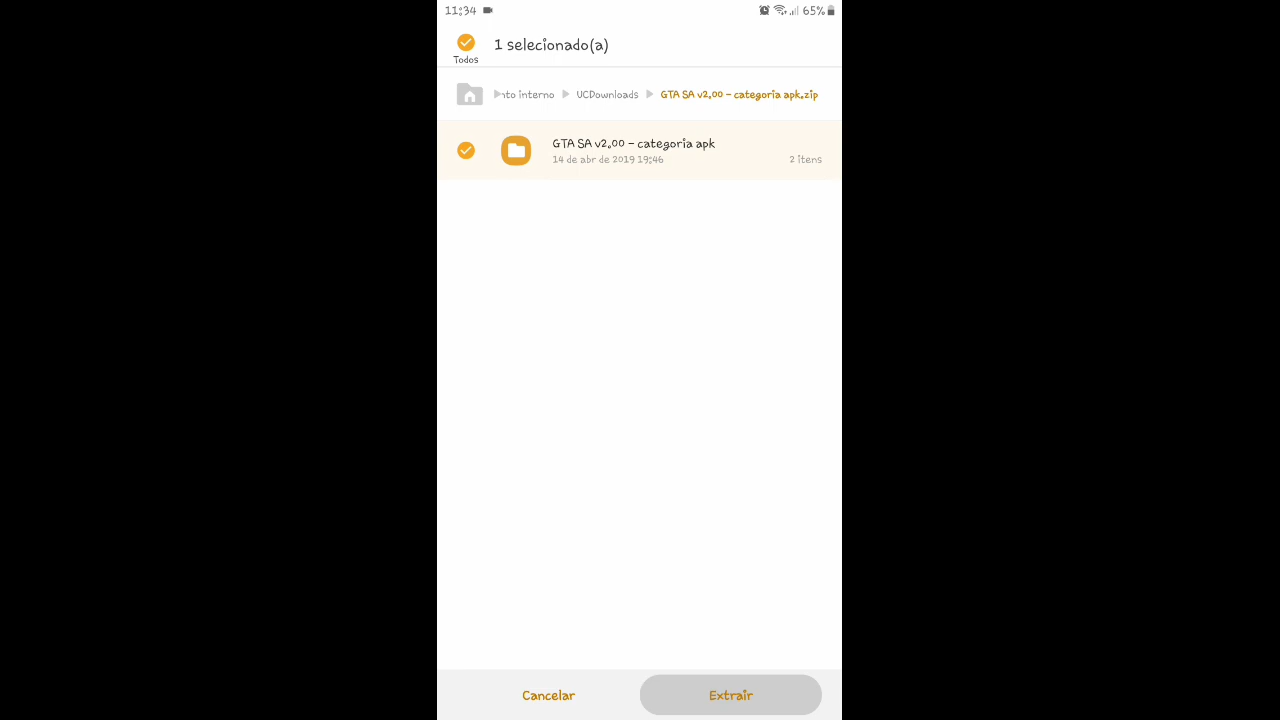 11:34 65%
1 selecionado(a)
Todos
nto interno UCDownloads GTA SA v2.00 - categoria apk.zip
GTA SA v2.00 - categoria apk
14 de abr de 2019 19:46 2 itens
Cancelar Extrair